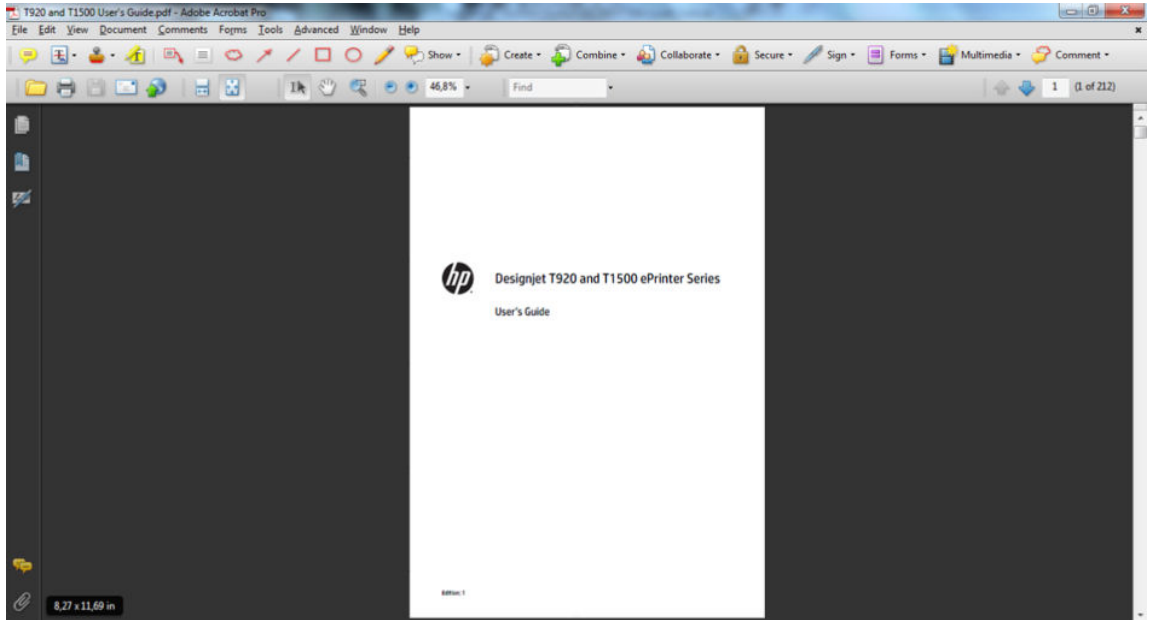 T920 and T1500 User's Guide.pdf - Adobe Acrobat Pro
File Edit View Document Comments Forms Tools Advanced Window Help
Show Create Combine Collaborate Secure Sign Forms Multimedia Comment
46,8% Find 1 (1 of 212)
hp Designjet T920 and T1500 ePrinter Series
User's Guide
Edition: 1
8,27 x 11,69 in